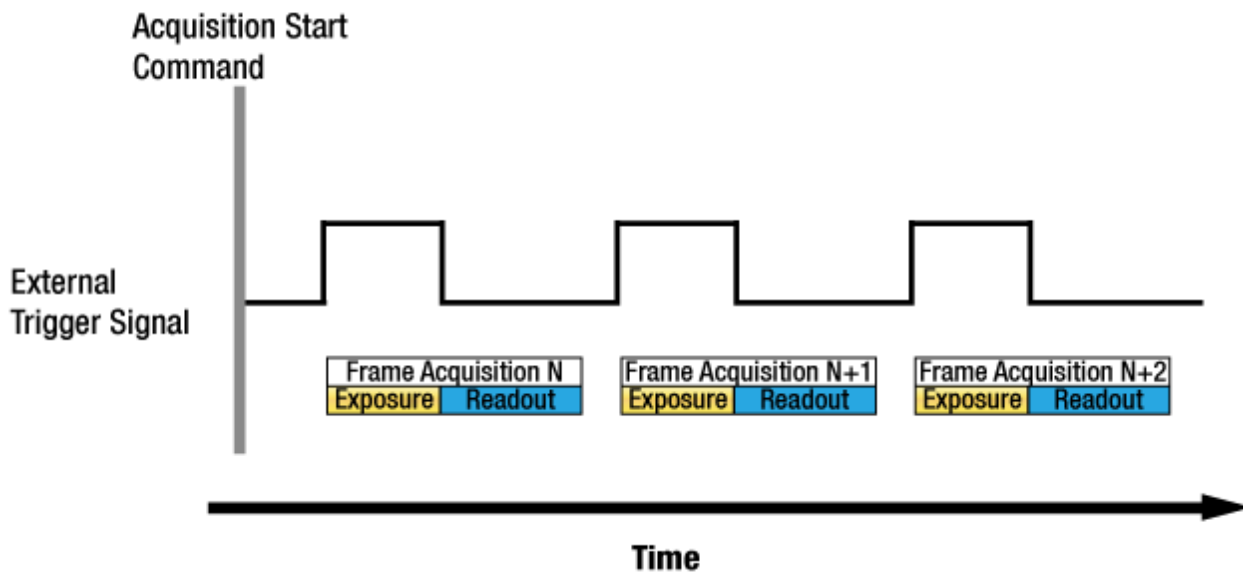 Acquisition Start
Command
External
Trigger Signal
Frame Acquisition N
Exposure
Readout
Frame Acquisition N+1
Exposure
Readout
Frame Acquisition N+2
Exposure
Readout
Time